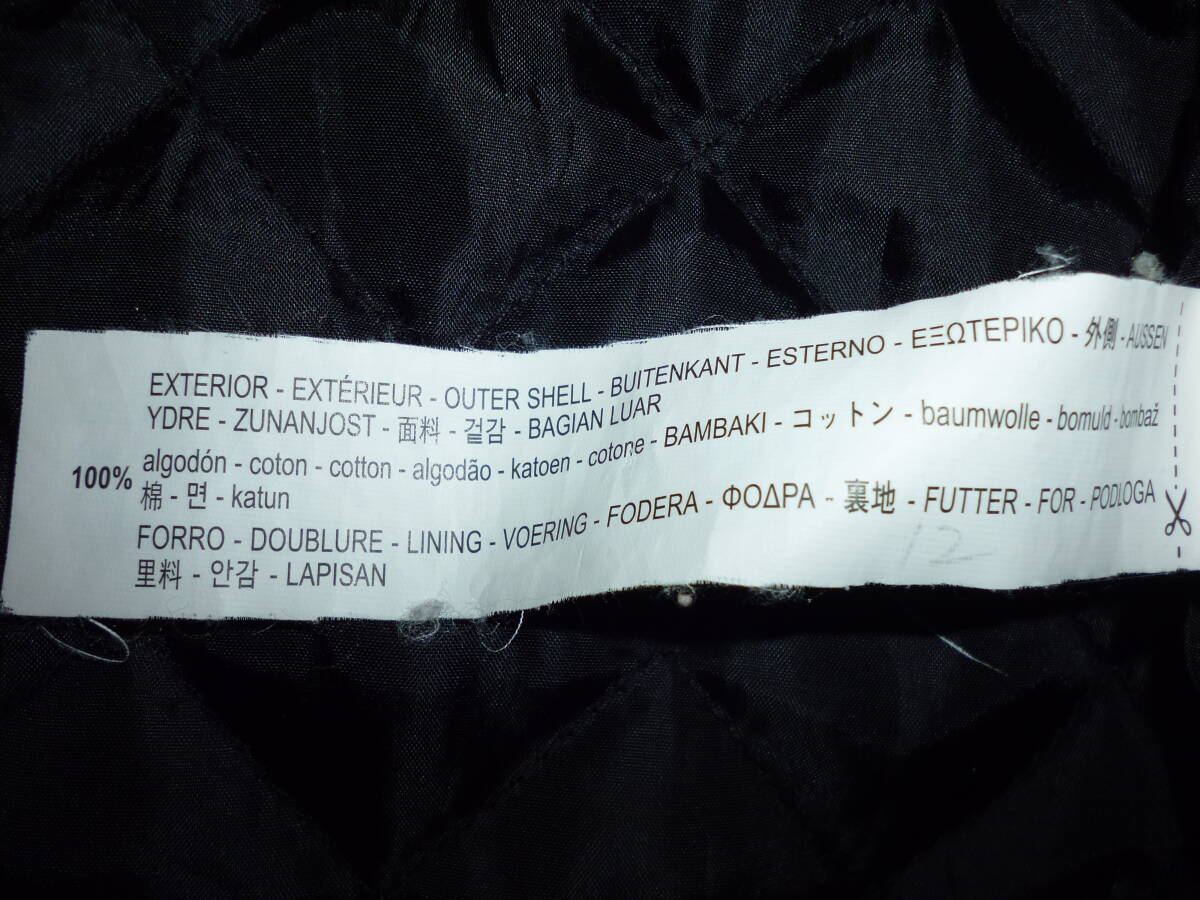 EXTERIOR - EXTÉRIEUR - OUTER SHELL - BUITENKANT - ESTERNO - ΕΞΩΤΕΡΙΚΟ - 外側 - AUSSEN
YDRE - ZUNANJOST - 面料 - 겉감 - BAGIAN LUAR
100% algodón - coton - cotton - algodão - katoen - cotone - BAMBAKI - コットン - baumwolle - bomuld - bombaž
棉 - 면 - katun
FORRO - DOUBLURE - LINING - VOERING - FODERA - ΦΟΔΡΑ - 裏地 - FUTTER - FOR - PODLOGA
里料 - 안감 - LAPISAN
12